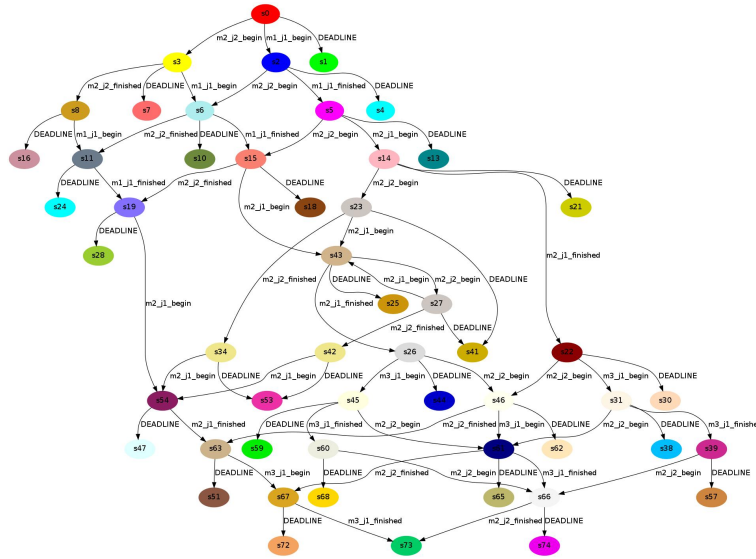 s0
m2_j2_begin
m1_j1_begin
DEADLINE
s3
s2
s1
m2_j2_finished
DEADLINE
m1_j1_begin
m2_j2_begin
m1_j1_finished
DEADLINE
s8
s7
s6
s5
s4
DEADLINE
m1_j1_begin
m2_j2_finished
DEADLINE
m1_j1_finished
m2_j2_begin
m2_j1_begin
DEADLINE
s16
s11
s10
s15
s14
s13
DEADLINE
m1_j1_finished
m2_j2_finished
DEADLINE
m2_j2_begin
DEADLINE
m2_j1_begin
s24
s19
s18
s23
s21
DEADLINE
m2_j1_begin
m2_j1_finished
s28
s43
DEADLINE
m2_j1_begin
m2_j2_begin
DEADLINE
m2_j2_finished
m2_j1_begin
m2_j1_finished
s25
s27
m2_j2_finished
DEADLINE
s34
s42
s26
s41
s22
m2_j1_begin
DEADLINE
m2_j1_begin
DEADLINE
m3_j1_begin
DEADLINE
m2_j2_begin
m2_j2_begin
m3_j1_begin
DEADLINE
s54
s53
s45
s44
s46
s31
s30
DEADLINE
m2_j1_finished
DEADLINE
m3_j1_finished
m2_j2_begin
m2_j2_finished
m3_j1_begin
DEADLINE
m2_j2_begin
DEADLINE
m3_j1_finished
s47
s63
s59
s60
s62
s38
s39
DEADLINE
m3_j1_begin
DEADLINE
m2_j2_begin
m2_j2_finished
DEADLINE
m3_j1_finished
m2_j2_begin
DEADLINE
s51
s67
s68
s65
s66
s57
DEADLINE
m3_j1_finished
m2_j2_finished
DEADLINE
s72
s73
s74